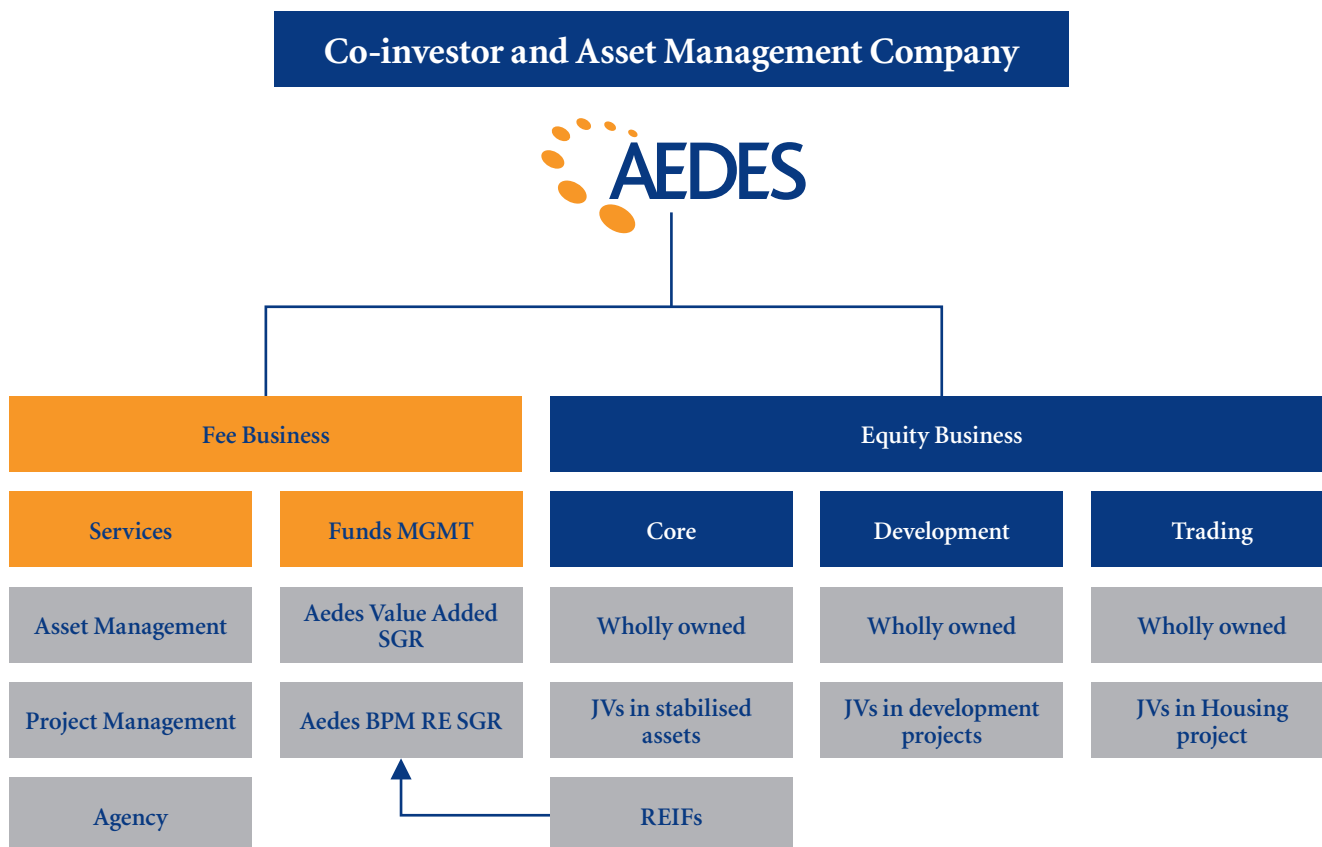 Co-investor and Asset Management Company
AEDES
Fee Business
Equity Business
Services
Funds MGMT
Core
Development
Trading
Asset Management
Aedes Value Added
SGR
Wholly owned
Wholly owned
Wholly owned
Project Management
Aedes BPM RE SGR
JVs in stabilised
assets
JVs in development
projects
JVs in Housing
project
Agency
REIFs